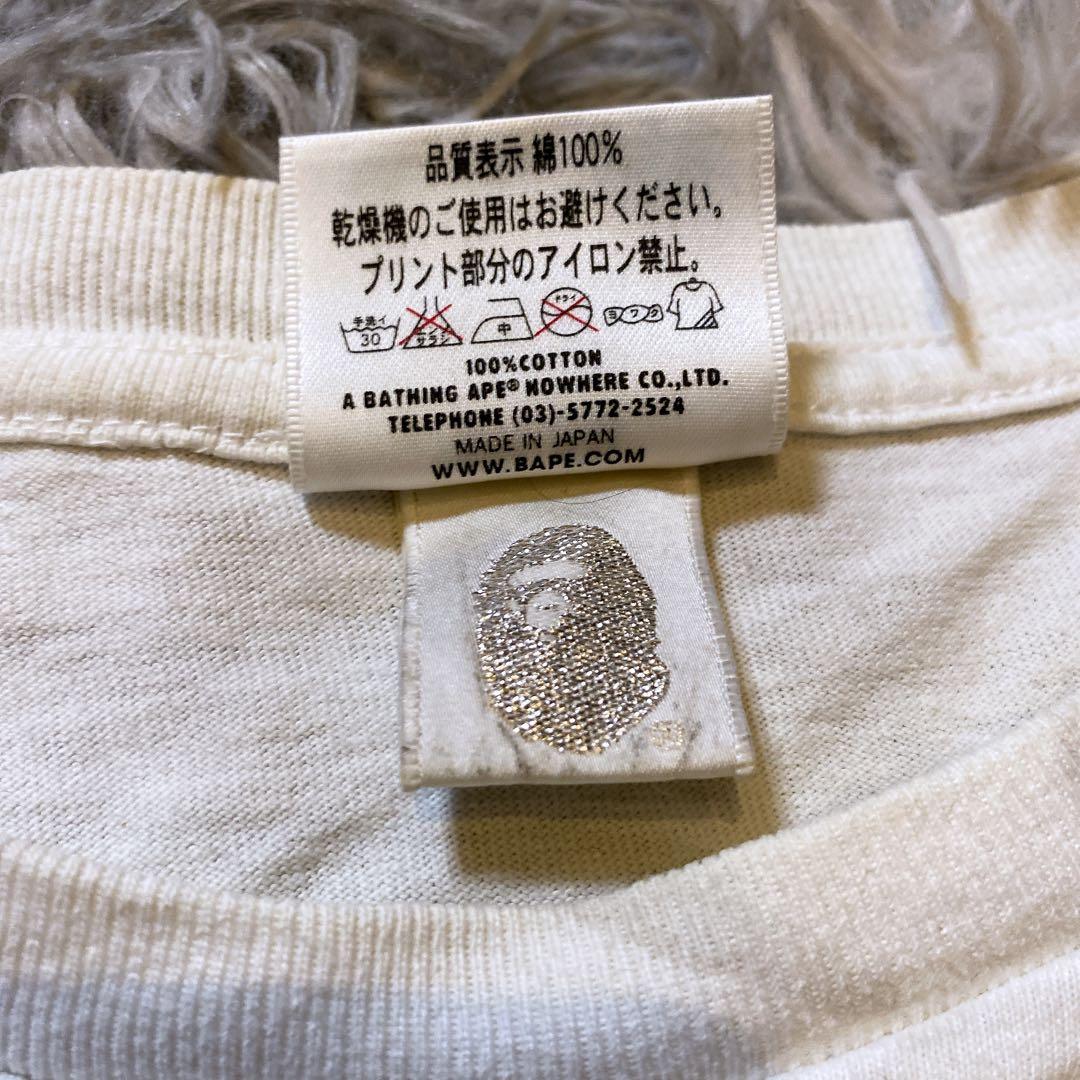 品質表示 綿100%
乾燥機のご使用はお避けください。
プリント部分のアイロン禁止。
手洗イ 30 エンソ サラシ 中 ドライ ヨワク
100%COTTON
A BATHING APE® NOWHERE CO.,LTD.
TELEPHONE (03)-5772-2524
MADE IN JAPAN
WWW.BAPE.COM